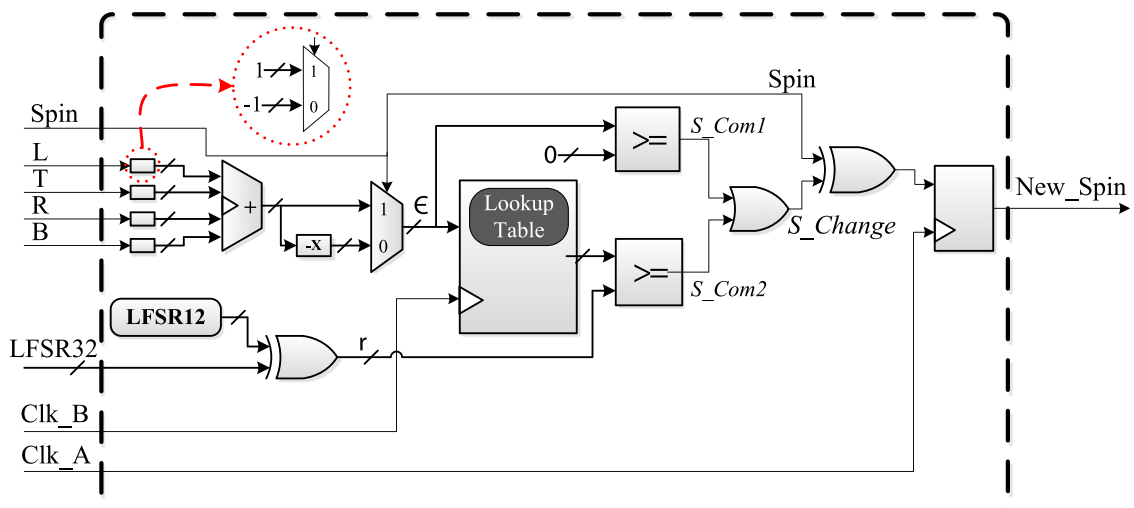 1
1
-1
0
Spin
Spin
L
S_Com1
>=
0
T
ϵ
Lookup
Table
New_Spin
R
+
1
B
-x
0
S_Change
>=
S_Com2
LFSR12
LFSR32
r
Clk_B
Clk_A